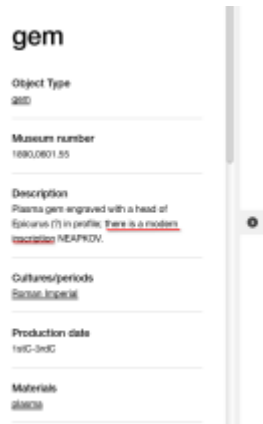 gem
Object Type
gem
Museum number
1890,0601.55
Description
Plasma gem engraved with a head of
Epicurus (?) in profile; there is a modern
inscription NEAPKOV.
Cultures/periods
Roman Imperial
Production date
1stC-3rdC
Materials
plasma